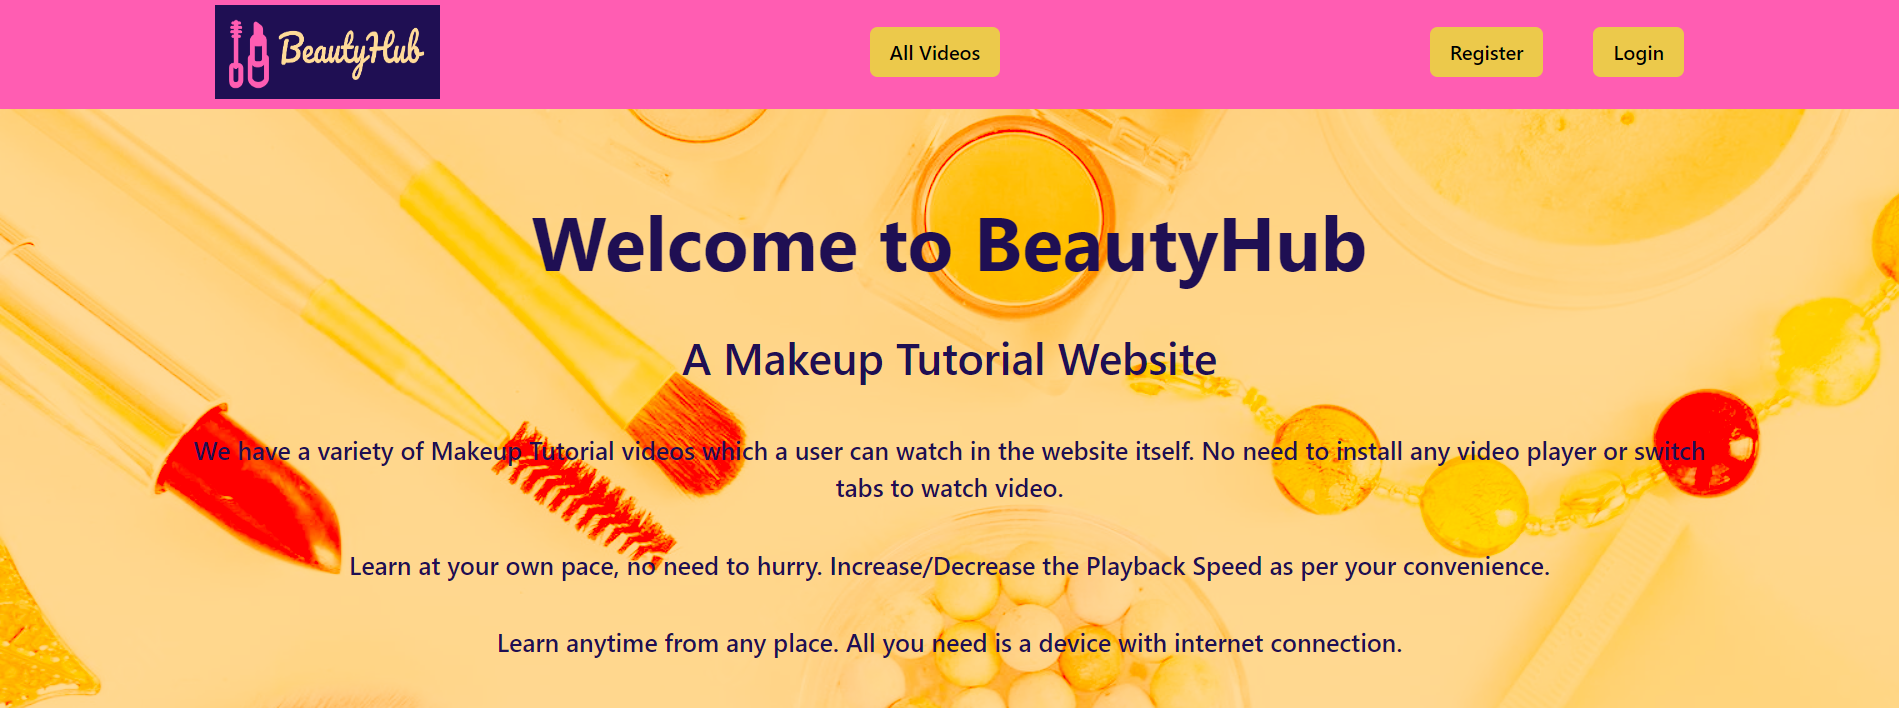 BeautyHub
All Videos
Register
Login
Welcome to BeautyHub
A Makeup Tutorial Website
We have a variety of Makeup Tutorial videos which a user can watch in the website itself. No need to install any video player or switch
tabs to watch video.
Learn at your own pace, no need to hurry. Increase/Decrease the Playback Speed as per your convenience.
Learn anytime from any place. All you need is a device with internet connection.